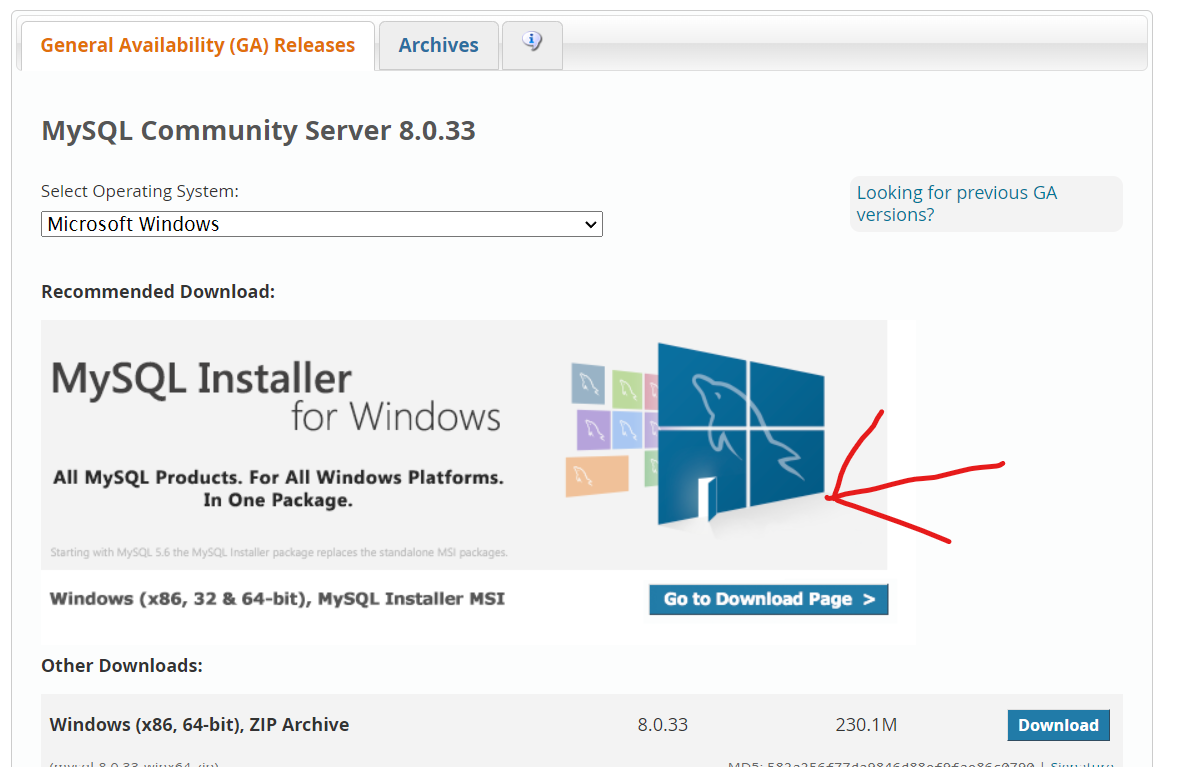 General Availability (GA) Releases
Archives
MySQL Community Server 8.0.33
Select Operating System:
Looking for previous GA
versions?
Microsoft Windows
Recommended Download:
MySQL Installer
for Windows
All MySQL Products. For All Windows Platforms.
In One Package.
Starting with MySQL 5.6 the MySQL Installer package replaces the standalone MSI packages.
Windows (x86, 32 & 64-bit), MySQL Installer MSI
Go to Download Page >
Other Downloads:
Windows (x86, 64-bit), ZIP Archive 8.0.33 230.1M Download